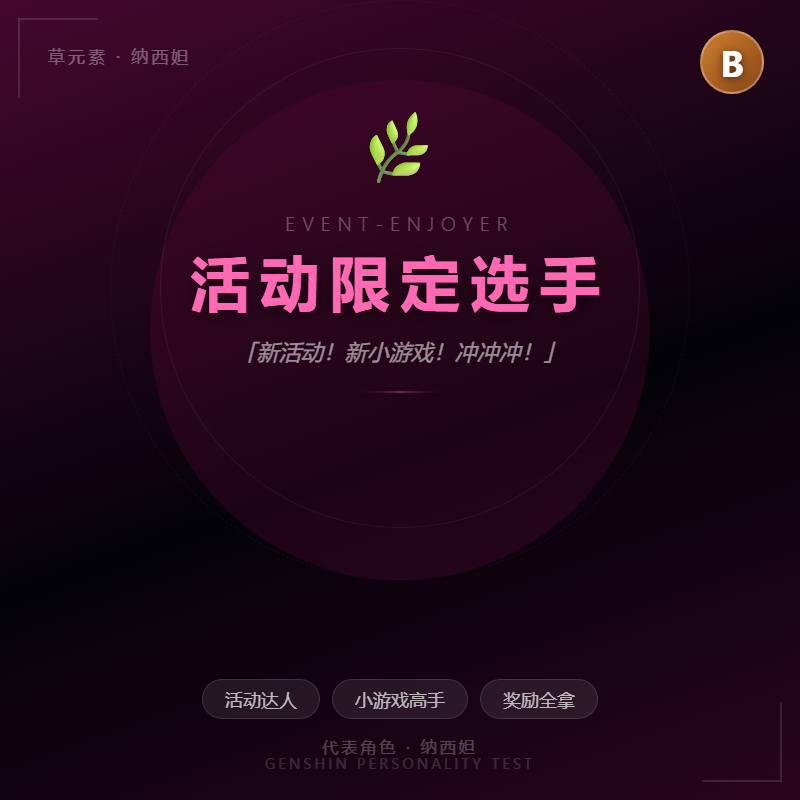 草元素 · 纳西妲
B
EVENT-ENJOYER
活动限定选手
「新活动！新小游戏！冲冲冲！」
活动达人
小游戏高手
奖励全拿
代表角色 · 纳西妲
GENSHIN PERSONALITY TEST